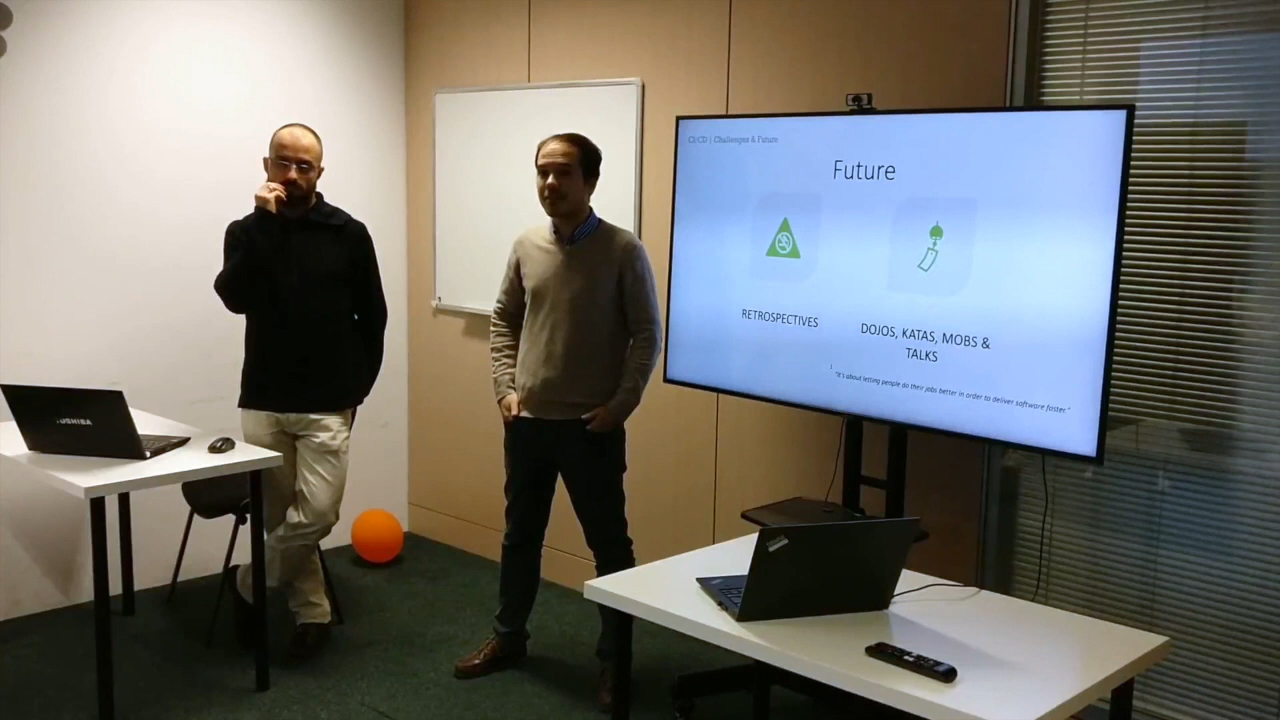 CI/CD | Challenges & Future
Future
RETROSPECTIVES
DOJOS, KATAS, MOBS &
TALKS
"It's about letting people do their jobs better in order to deliver software faster."
TOSHIBA
ThinkPad